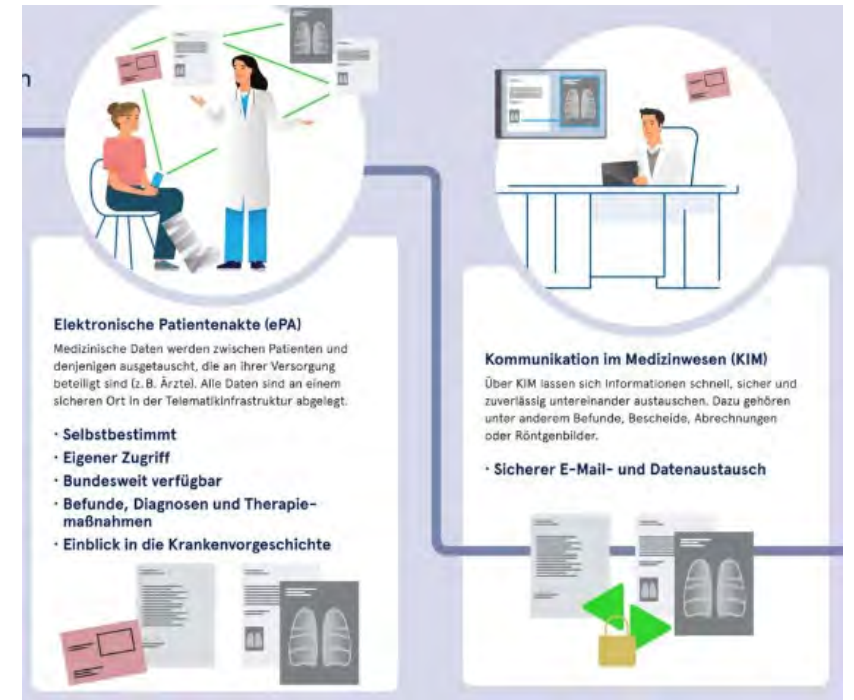 n
Elektronische Patientenakte (ePA)
Medizinische Daten werden zwischen Patienten und
denjenigen ausgetauscht, die an ihrer Versorgung
beteiligt sind (z. B. Ärzte). Alle Daten sind an einem
sicheren Ort in der Telematikinfrastruktur abgelegt.
· Selbstbestimmt
· Eigener Zugriff
· Bundesweit verfügbar
· Befunde, Diagnosen und Therapie-
maßnahmen
· Einblick in die Krankenvorgeschichte
Kommunikation im Medizinwesen (KIM)
Über KIM lassen sich Informationen schnell, sicher und
zuverlässig untereinander austauschen. Dazu gehören
unter anderem Befunde, Bescheide, Abrechnungen
oder Röntgenbilder.
· Sicherer E-Mail- und Datenaustausch